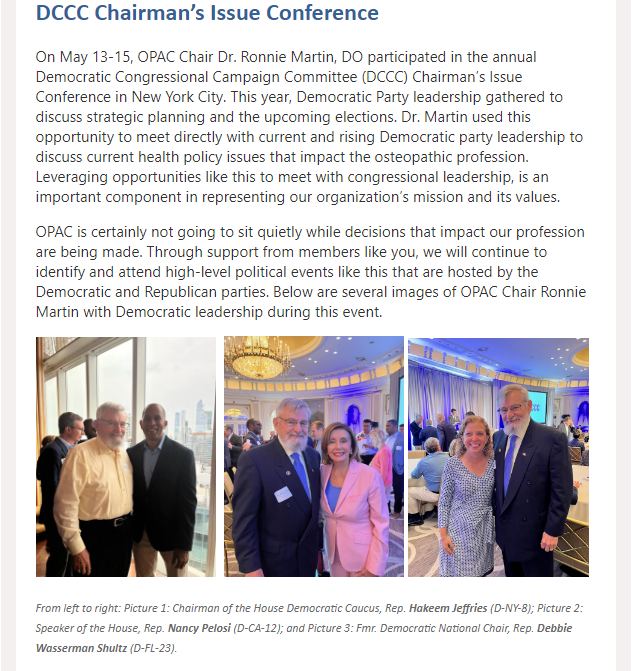 DCCC Chairman’s Issue Conference
On May 13-15, OPAC Chair Dr. Ronnie Martin, DO participated in the annual
Democratic Congressional Campaign Committee (DCCC) Chairman’s Issue
Conference in New York City. This year, Democratic Party leadership gathered to
discuss strategic planning and the upcoming elections. Dr. Martin used this
opportunity to meet directly with current and rising Democratic party leadership to
discuss current health policy issues that impact the osteopathic profession.
Leveraging opportunities like this to meet with congressional leadership, is an
important component in representing our organization’s mission and its values.
OPAC is certainly not going to sit quietly while decisions that impact our profession
are being made. Through support from members like you, we will continue to
identify and attend high-level political events like this that are hosted by the
Democratic and Republican parties. Below are several images of OPAC Chair Ronnie
Martin with Democratic leadership during this event.
From left to right: Picture 1: Chairman of the House Democratic Caucus, Rep. Hakeem Jeffries (D-NY-8); Picture 2:
Speaker of the House, Rep. Nancy Pelosi (D-CA-12); and Picture 3: Fmr. Democratic National Chair, Rep. Debbie
Wasserman Shultz (D-FL-23).